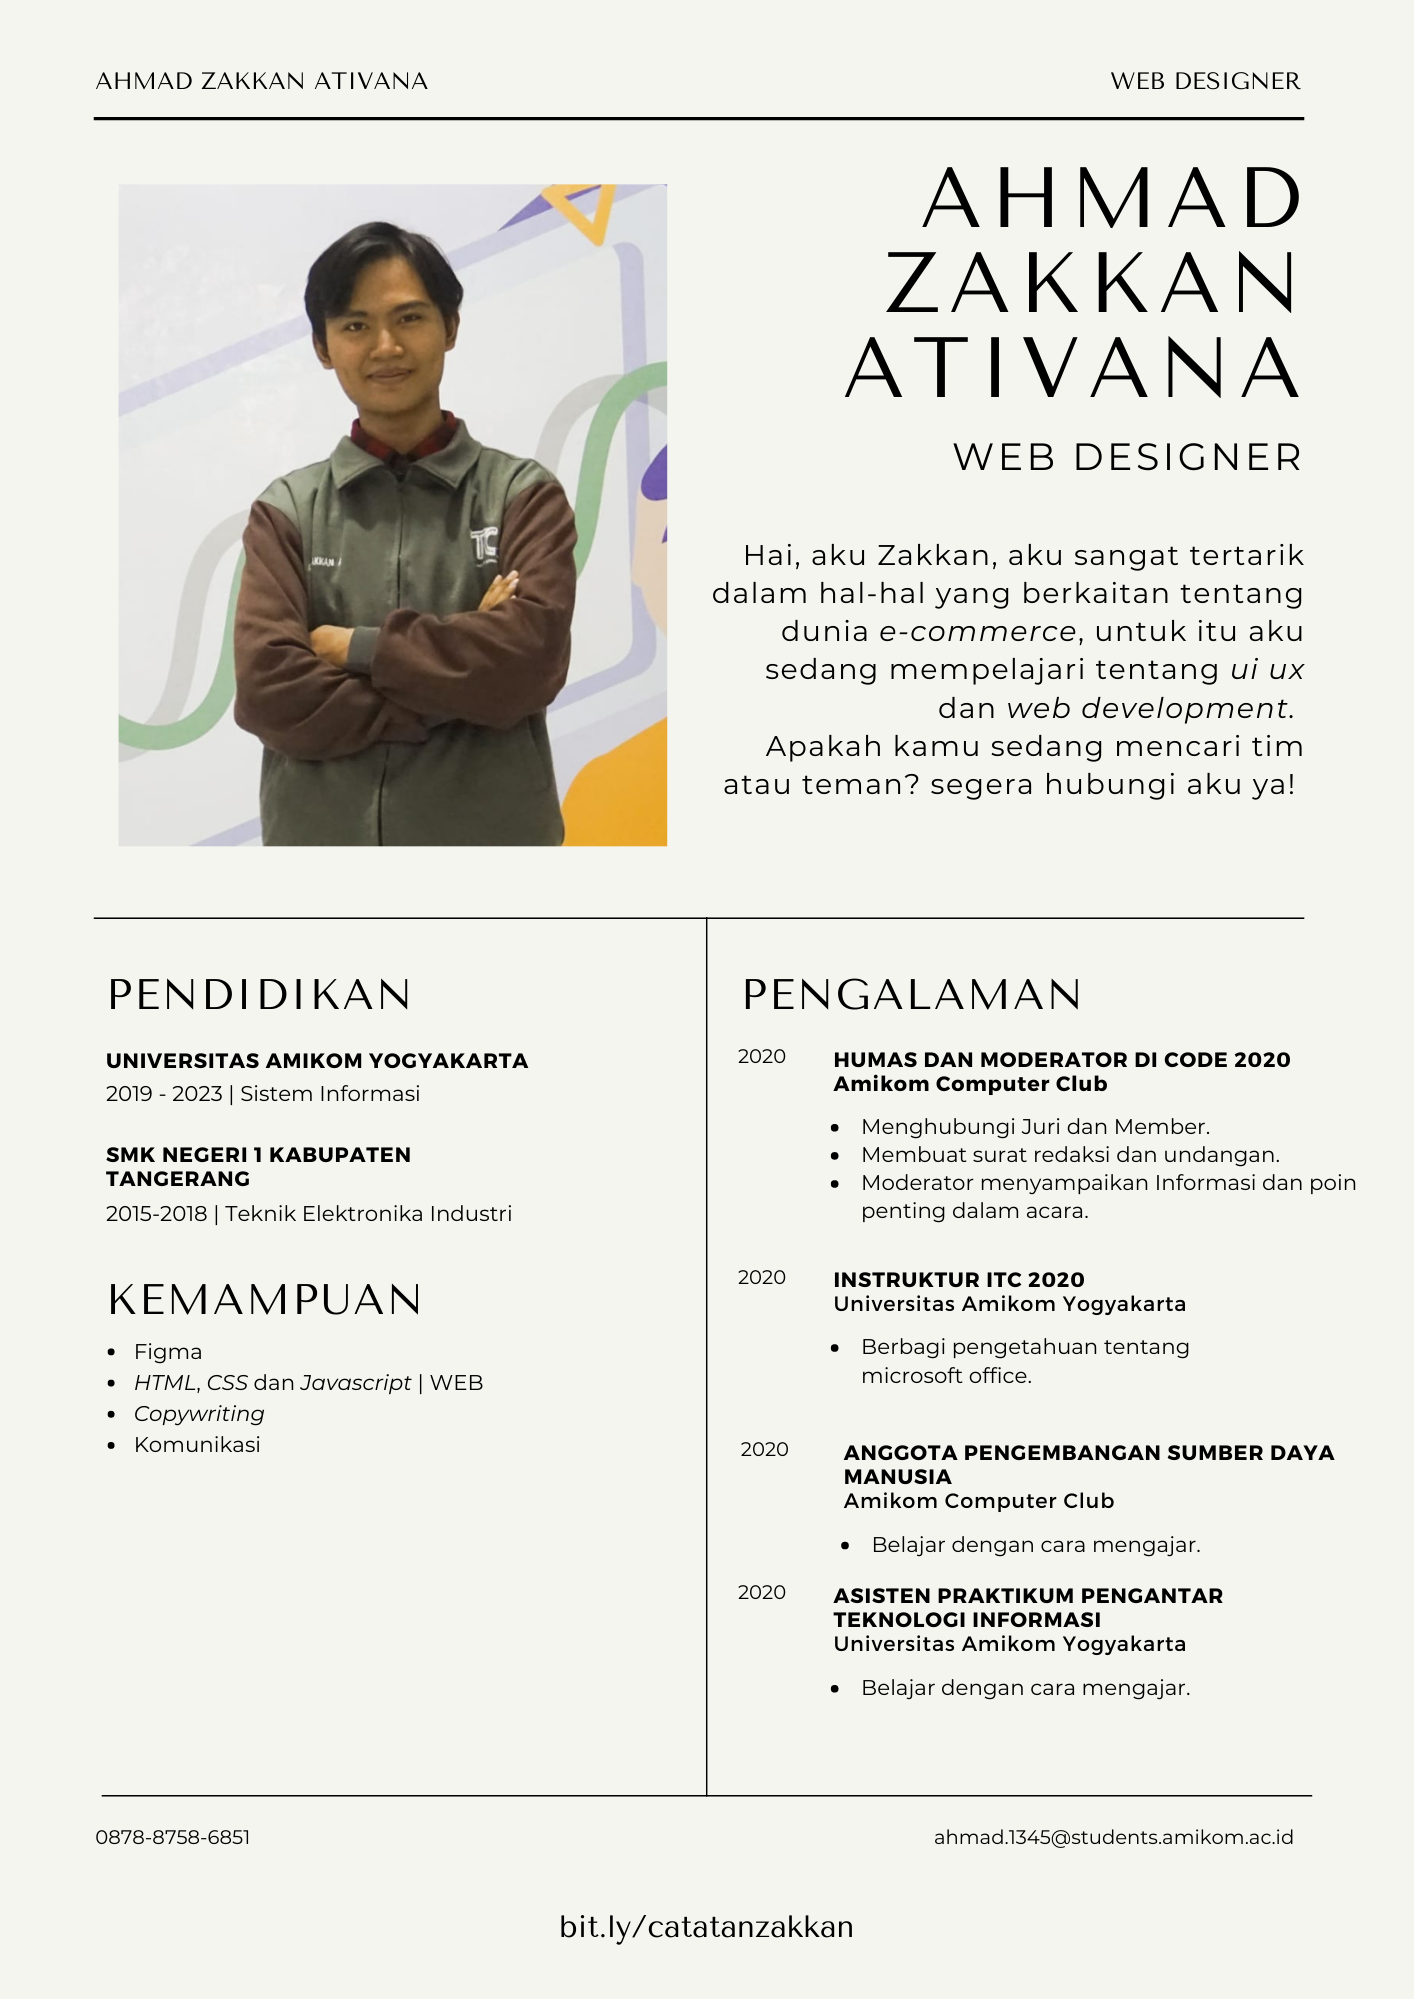 AHMAD ZAKKAN ATIVANA
WEB DESIGNER
AHMAD
ZAKKAN
ATIVANA
WEB DESIGNER
Hai, aku Zakkan, aku sangat tertarik
dalam hal-hal yang berkaitan tentang
dunia e-commerce, untuk itu aku
sedang mempelajari tentang ui ux
dan web development.
Apakah kamu sedang mencari tim
atau teman? segera hubungi aku ya!
PENDIDIKAN
UNIVERSITAS AMIKOM YOGYAKARTA
2019 - 2023 | Sistem Informasi
SMK NEGERI 1 KABUPATEN
TANGERANG
2015-2018 | Teknik Elektronika Industri
KEMAMPUAN
• Figma
• HTML, CSS dan Javascript | WEB
• Copywriting
• Komunikasi
PENGALAMAN
2020
HUMAS DAN MODERATOR DI CODE 2020
Amikom Computer Club
• Menghubungi Juri dan Member.
• Membuat surat redaksi dan undangan.
• Moderator menyampaikan Informasi dan poin
penting dalam acara.
2020
INSTRUKTUR ITC 2020
Universitas Amikom Yogyakarta
• Berbagi pengetahuan tentang
microsoft office.
2020
ANGGOTA PENGEMBANGAN SUMBER DAYA
MANUSIA
Amikom Computer Club
• Belajar dengan cara mengajar.
2020
ASISTEN PRAKTIKUM PENGANTAR
TEKNOLOGI INFORMASI
Universitas Amikom Yogyakarta
• Belajar dengan cara mengajar.
0878-8758-6851
ahmad.1345@students.amikom.ac.id
bit.ly/catatanzakkan